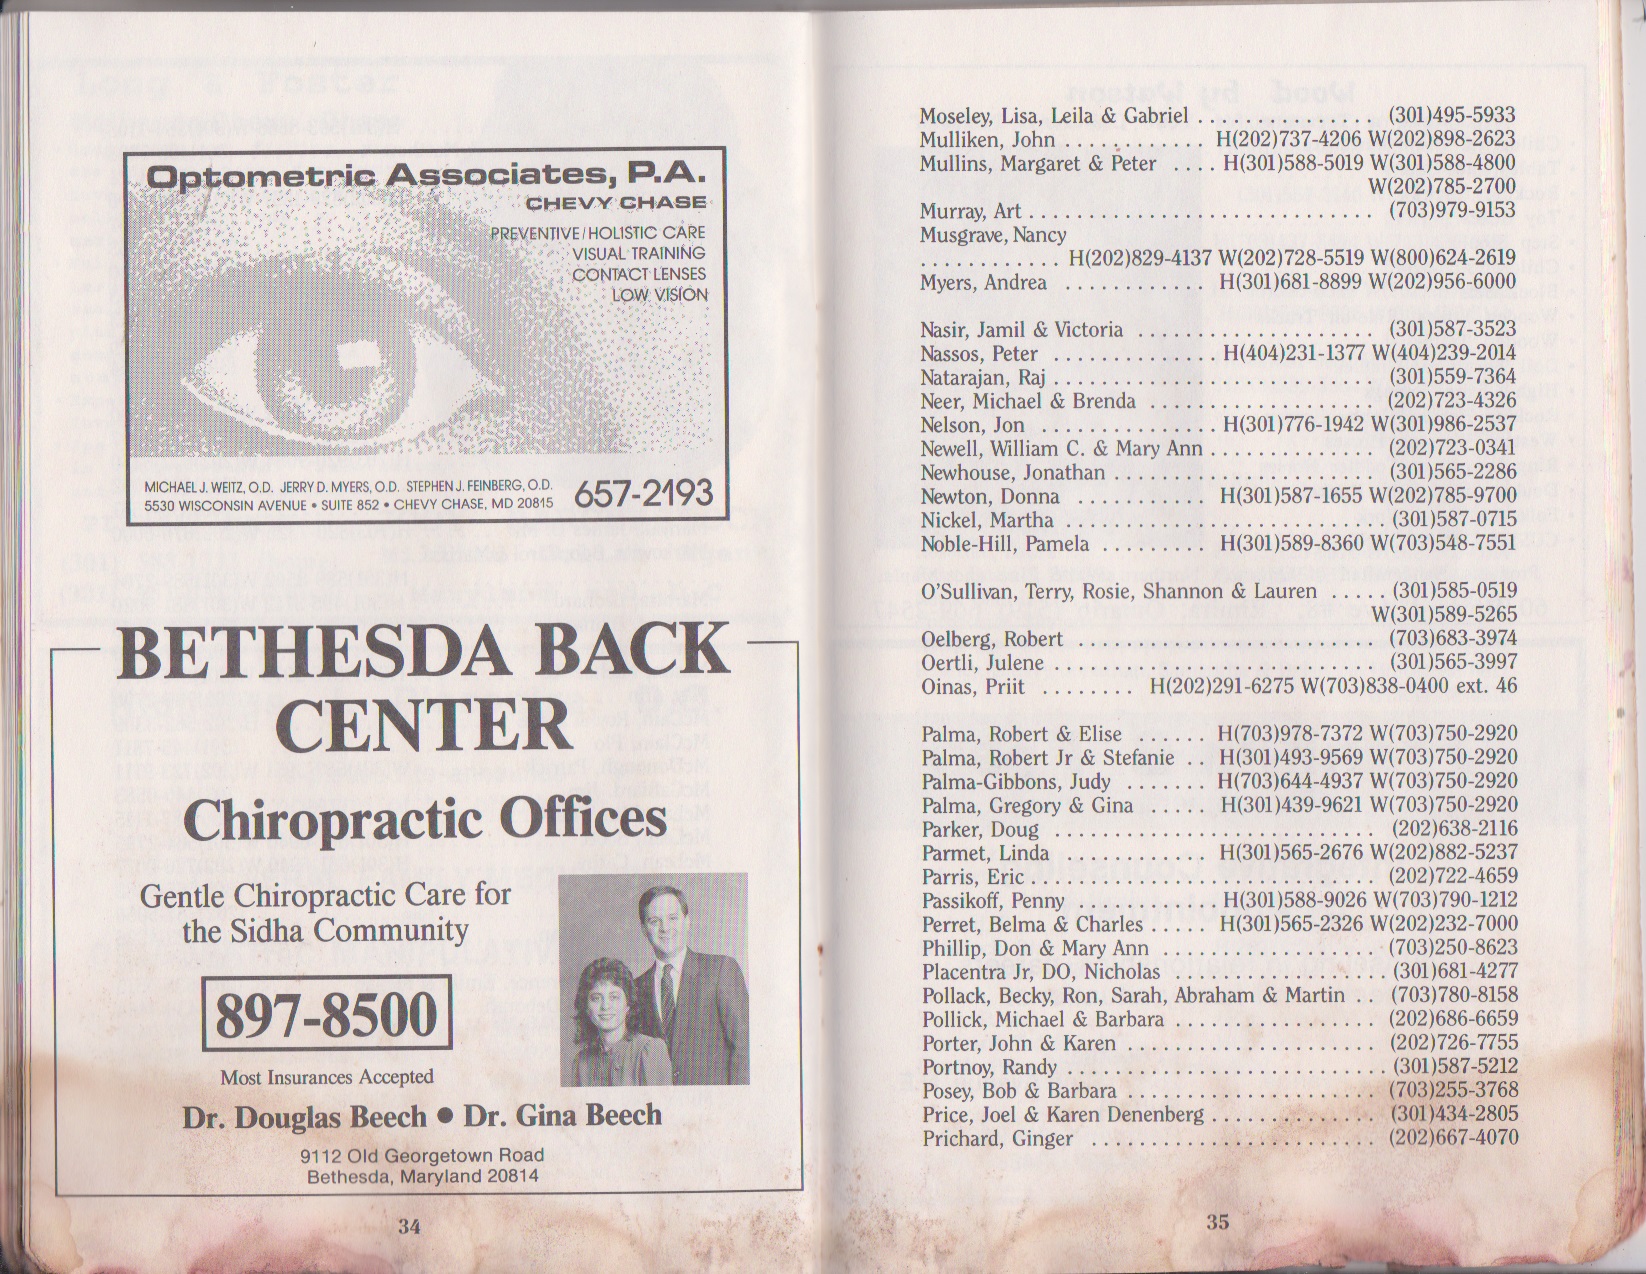 Optometric Associates, P.A.
CHEVY CHASE
PREVENTIVE/HOLISTIC CARE
VISUAL TRAINING
CONTACT LENSES
LOW VISION
MICHAEL J. WEITZ, O.D. JERRY D. MYERS, O.D. STEPHEN J. FEINBERG, O.D.
5530 WISCONSIN AVENUE • SUITE 852 • CHEVY CHASE, MD 20815
657-2193
BETHESDA BACK
CENTER
Chiropractic Offices
Gentle Chiropractic Care for
the Sidha Community
897-8500
Most Insurances Accepted
Dr. Douglas Beech ● Dr. Gina Beech
9112 Old Georgetown Road
Bethesda, Maryland 20814
34
Moseley, Lisa, Leila & Gabriel . . . . . . . . . . . . . . . (301)495-5933
Mulliken, John . . . . . . . . . . . . H(202)737-4206 W(202)898-2623
Mullins, Margaret & Peter . . . . H(301)588-5019 W(301)588-4800
W(202)785-2700
Murray, Art . . . . . . . . . . . . . . . . . . . . . . . . . . . . . (703)979-9153
Musgrave, Nancy
. . . . . . . . . . . . H(202)829-4137 W(202)728-5519 W(800)624-2619
Myers, Andrea . . . . . . . . . . . . H(301)681-8899 W(202)956-6000
Nasir, Jamil & Victoria . . . . . . . . . . . . . . . . . . . . (301)587-3523
Nassos, Peter . . . . . . . . . . . . . . H(404)231-1377 W(404)239-2014
Natarajan, Raj . . . . . . . . . . . . . . . . . . . . . . . . . . . (301)559-7364
Neer, Michael & Brenda . . . . . . . . . . . . . . . . . . . (202)723-4326
Nelson, Jon . . . . . . . . . . . . . . . H(301)776-1942 W(301)986-2537
Newell, William C. & Mary Ann . . . . . . . . . . . . . . (202)723-0341
Newhouse, Jonathan . . . . . . . . . . . . . . . . . . . . . . (301)565-2286
Newton, Donna . . . . . . . . . . . H(301)587-1655 W(202)785-9700
Nickel, Martha . . . . . . . . . . . . . . . . . . . . . . . . . . (301)587-0715
Noble-Hill, Pamela . . . . . . . . . H(301)589-8360 W(703)548-7551
O'Sullivan, Terry, Rosie, Shannon & Lauren . . . . . (301)585-0519
W(301)589-5265
Oelberg, Robert . . . . . . . . . . . . . . . . . . . . . . . . . (703)683-3974
Oertli, Julene . . . . . . . . . . . . . . . . . . . . . . . . . . . (301)565-3997
Oinas, Priit . . . . . . . . H(202)291-6275 W(703)838-0400 ext. 46
Palma, Robert & Elise . . . . . . H(703)978-7372 W(703)750-2920
Palma, Robert Jr & Stefanie . . H(301)493-9569 W(703)750-2920
Palma-Gibbons, Judy . . . . . . . H(703)644-4937 W(703)750-2920
Palma, Gregory & Gina . . . . . H(301)439-9621 W(703)750-2920
Parker, Doug . . . . . . . . . . . . . . . . . . . . . . . . . . . (202)638-2116
Parmet, Linda . . . . . . . . . . . . . H(301)565-2676 W(202)882-5237
Parris, Eric . . . . . . . . . . . . . . . . . . . . . . . . . . . . . (202)722-4659
Passikoff, Penny . . . . . . . . . . . H(301)588-9026 W(703)790-1212
Perret, Belma & Charles . . . . . H(301)565-2326 W(202)232-7000
Phillip, Don & Mary Ann . . . . . . . . . . . . . . . . . . (703)250-8623
Placentra Jr, DO, Nicholas . . . . . . . . . . . . . . . . . (301)681-4277
Pollack, Becky, Ron, Sarah, Abraham & Martin . . (703)780-8158
Pollick, Michael & Barbara . . . . . . . . . . . . . . . . . (202)686-6659
Porter, John & Karen . . . . . . . . . . . . . . . . . . . . . (202)726-7755
Portnoy, Randy . . . . . . . . . . . . . . . . . . . . . . . . . . . (301)587-5212
Posey, Bob & Barbara . . . . . . . . . . . . . . . . . . . . . . (703)255-3768
Price, Joel & Karen Denenberg . . . . . . . . . . . . . . (301)434-2805
Prichard, Ginger . . . . . . . . . . . . . . . . . . . . . . . . (202)667-4070
35